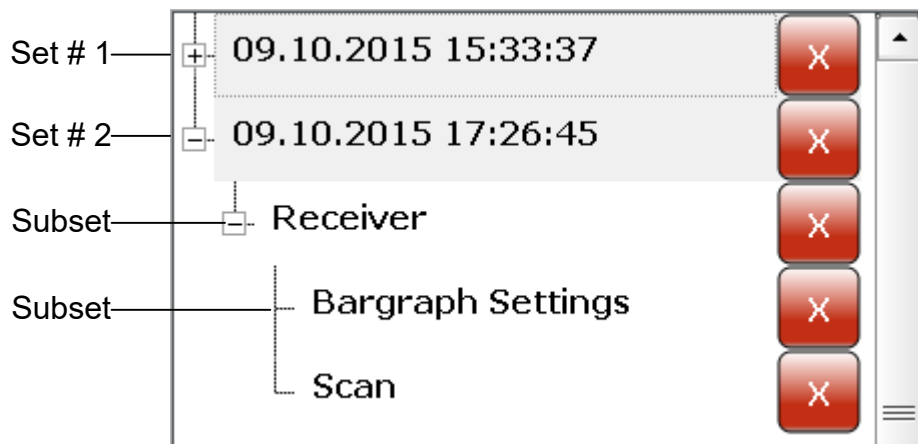 Set # 1 09.10.2015 15:33:37 X
Set # 2 09.10.2015 17:26:45 X
Subset Receiver X
Subset Bargraph Settings X
Scan X